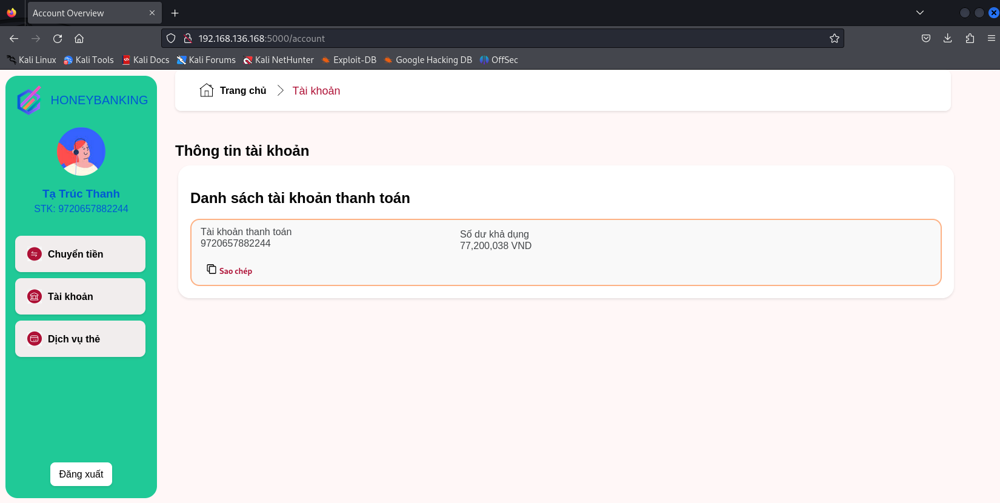 Account Overview
192.168.136.168:5000/account
Kali Linux Kali Tools Kali Docs Kali Forums Kali NetHunter Exploit-DB Google Hacking DB OffSec
HONEYBANKING
Tạ Trúc Thanh
STK: 9720657882244
Chuyển tiền
Tài khoản
Dịch vụ thẻ
Đăng xuất
Trang chủ Tài khoản
Thông tin tài khoản
Danh sách tài khoản thanh toán
Tài khoản thanh toán
9720657882244
Số dư khả dụng
77,200,038 VND
Sao chép